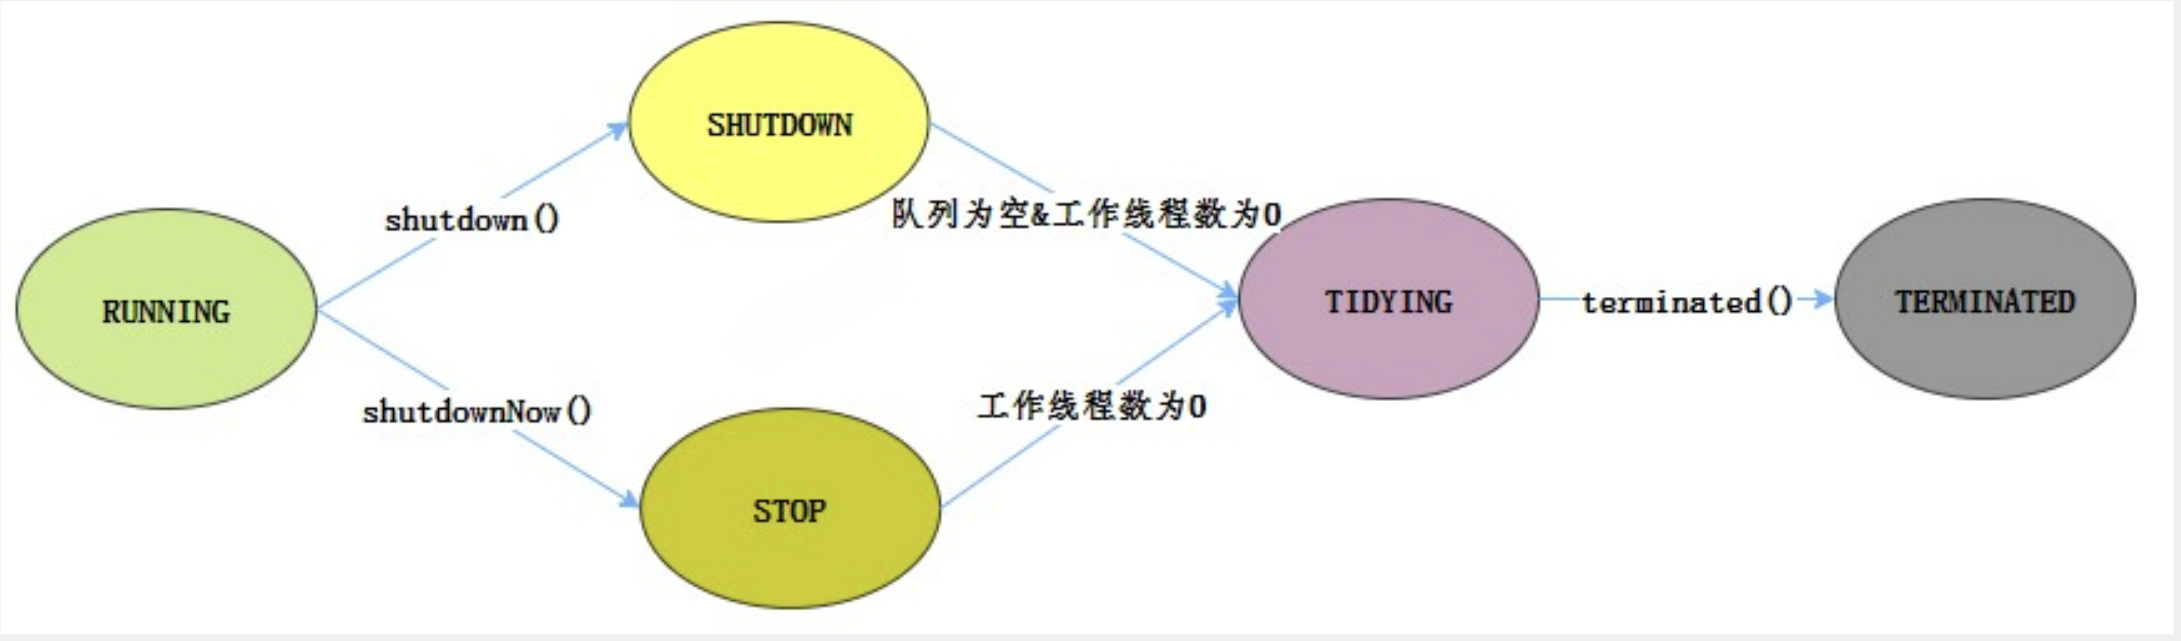 SHUTDOWN
shutdown()
队列为空&工作线程数为0
RUNNING
TIDYING
terminated()
TERMINATED
shutdownNow()
工作线程数为0
STOP